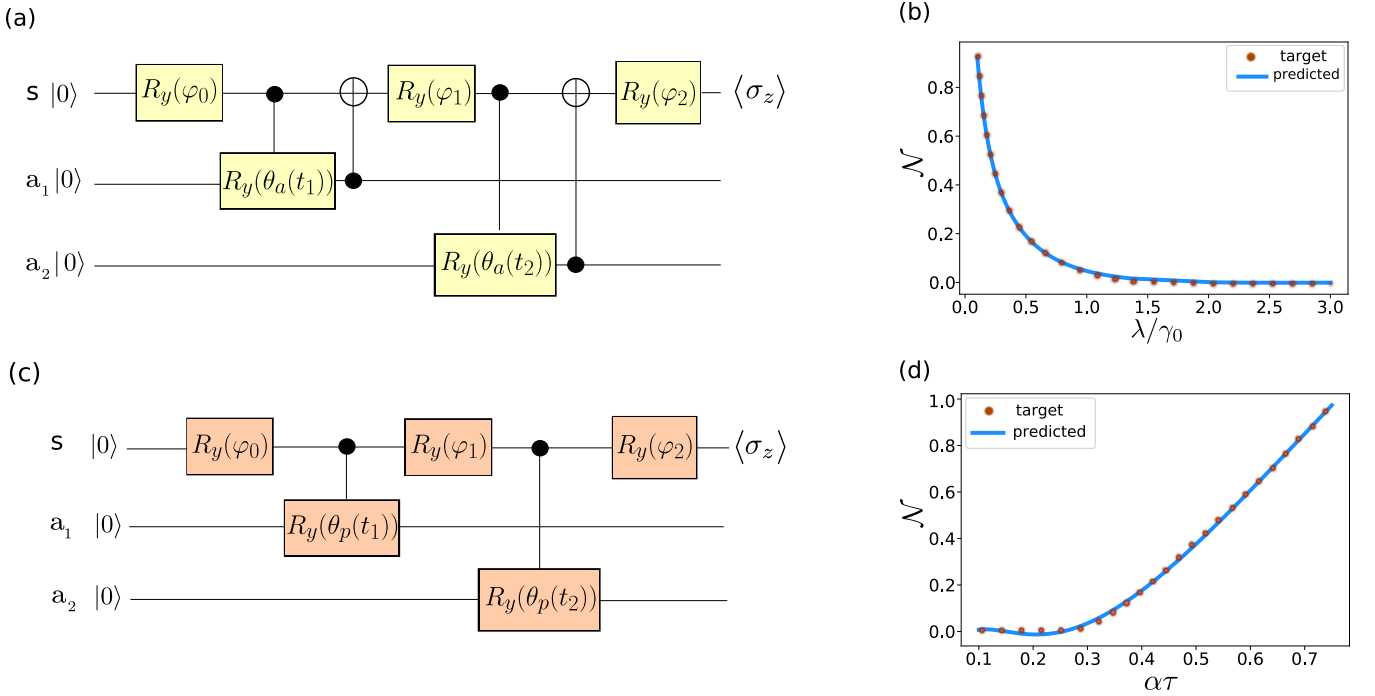 (a)
s |0⟩ R_y(φ_0) R_y(φ_1) R_y(φ_2) ⟨σ_z⟩
a_1 |0⟩ R_y(θ_a(t_1))
a_2 |0⟩ R_y(θ_a(t_2))
(b)
target
predicted
0.8
0.6
0.4
0.2
0.0
𝒩
0.0 0.5 1.0 1.5 2.0 2.5 3.0
λ/γ_0
(c)
s |0⟩ R_y(φ_0) R_y(φ_1) R_y(φ_2) ⟨σ_z⟩
a_1 |0⟩ R_y(θ_p(t_1))
a_2 |0⟩ R_y(θ_p(t_2))
(d)
target
predicted
1.0
0.8
0.6
0.4
0.2
0.0
𝒩
0.1 0.2 0.3 0.4 0.5 0.6 0.7
ατ